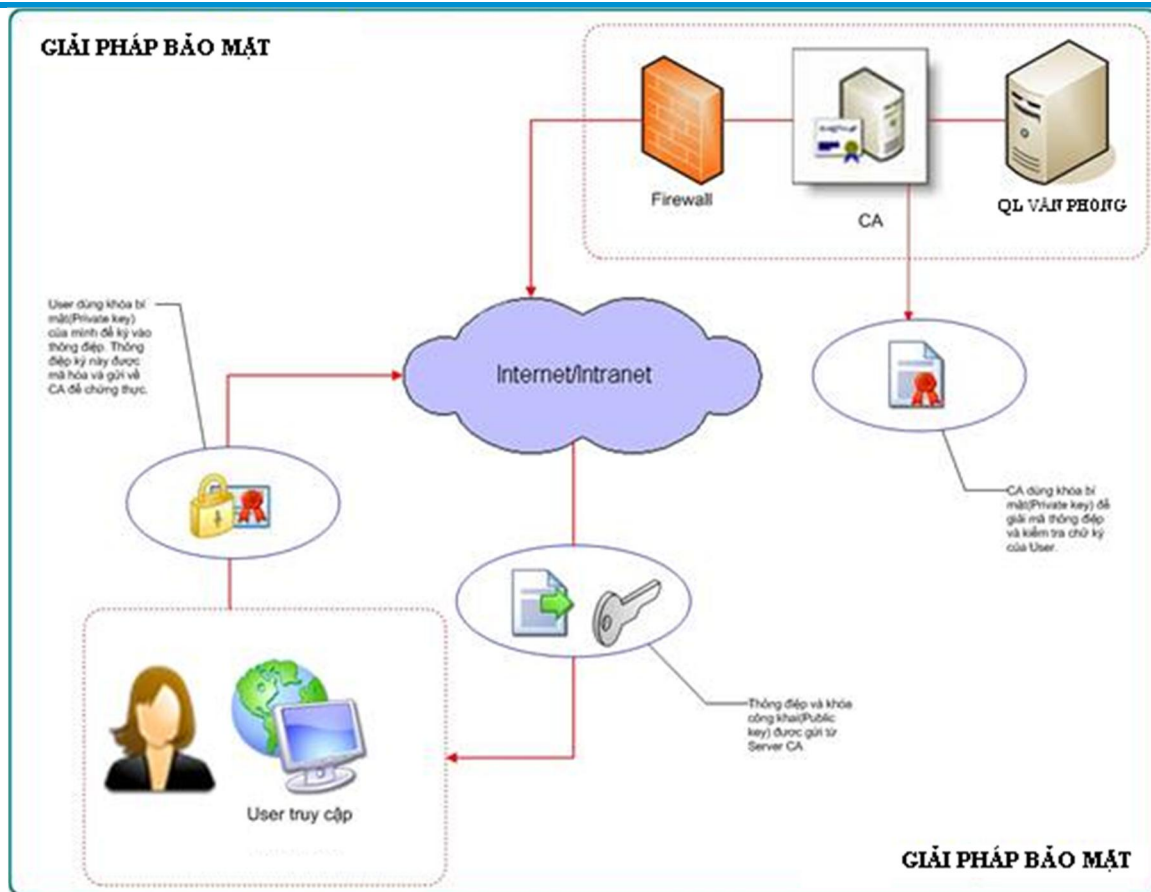 GIẢI PHÁP BẢO MẬT
Firewall
CA
QL VĂN PHONG
User dùng khóa bí
mật(Private key)
của mình để ký vào
thông điệp. Thông
điệp ký này được
mã hóa và gửi về
CA để chứng thực.
Internet/Intranet
CA dùng khóa bí
mật(Private key) để
giải mã thông điệp
và kiểm tra chữ ký
của User.
Thông điệp và khóa
công khai(Public
key) được gửi từ
Server CA
User truy cập
GIẢI PHÁP BẢO MẬT